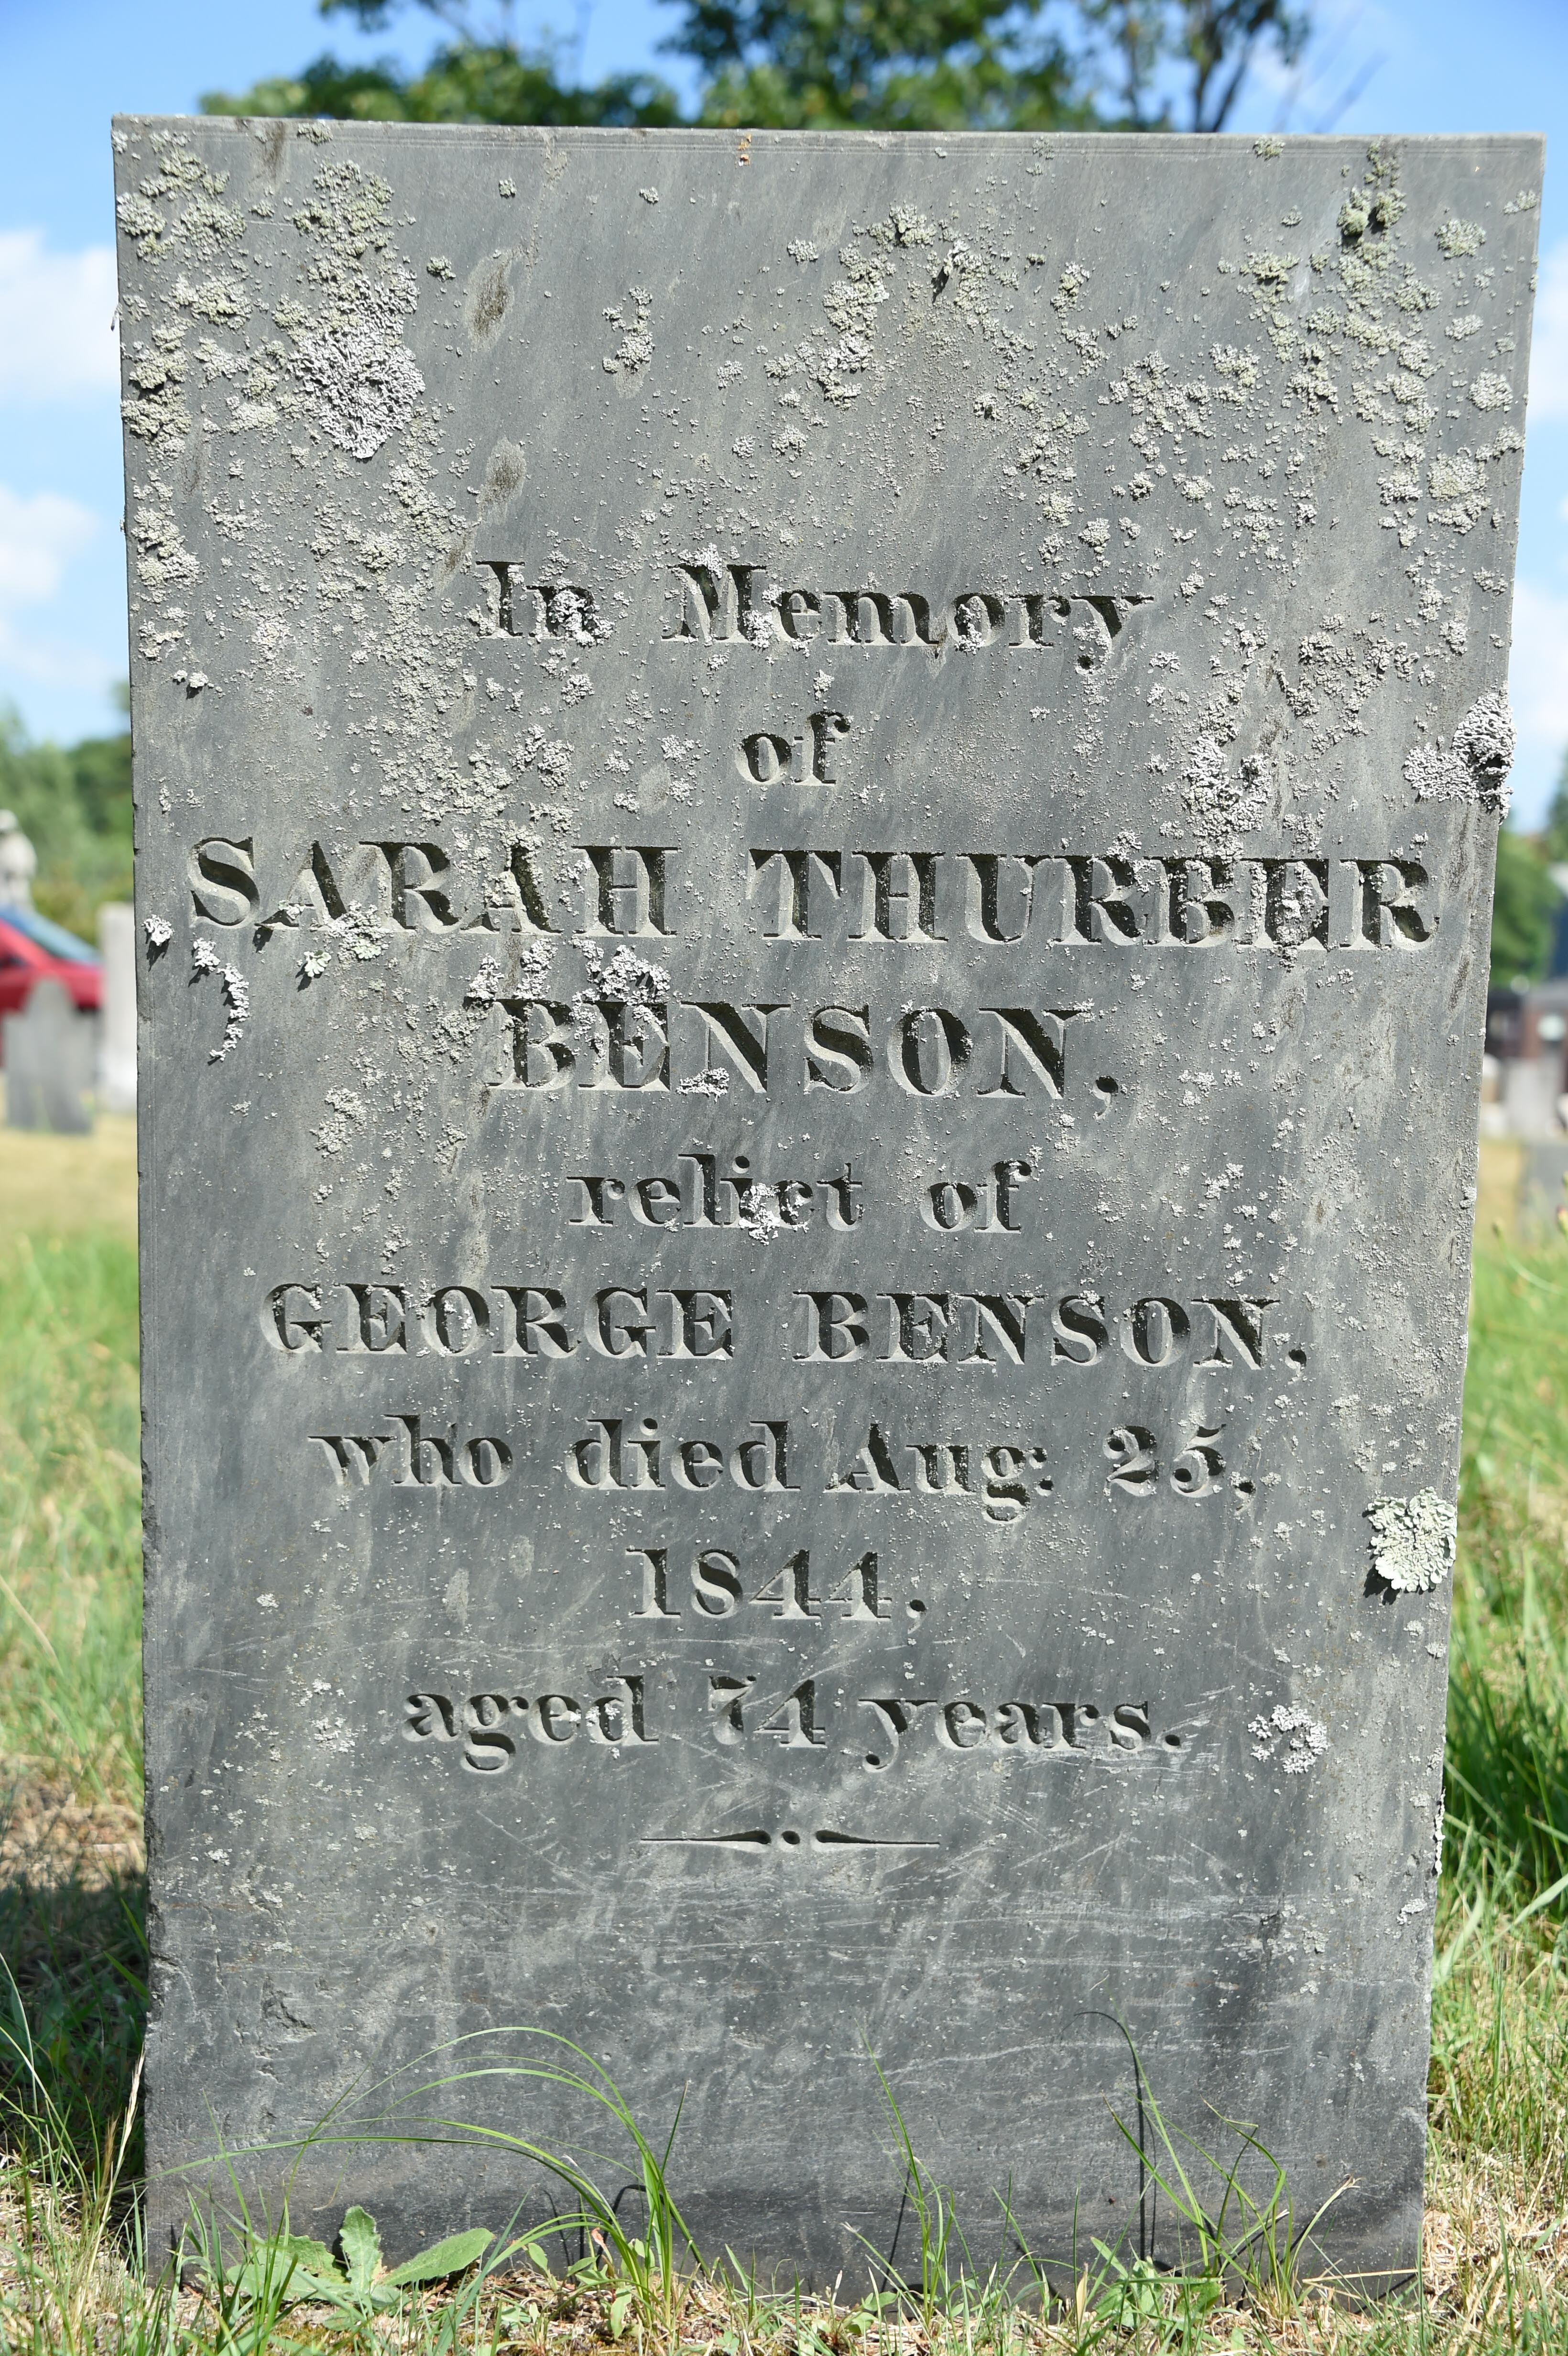 In Memory
of
SARAH THURBER
BENSON,
relict of
GEORGE BENSON,
who died Aug: 25,
1844,
aged 74 years.